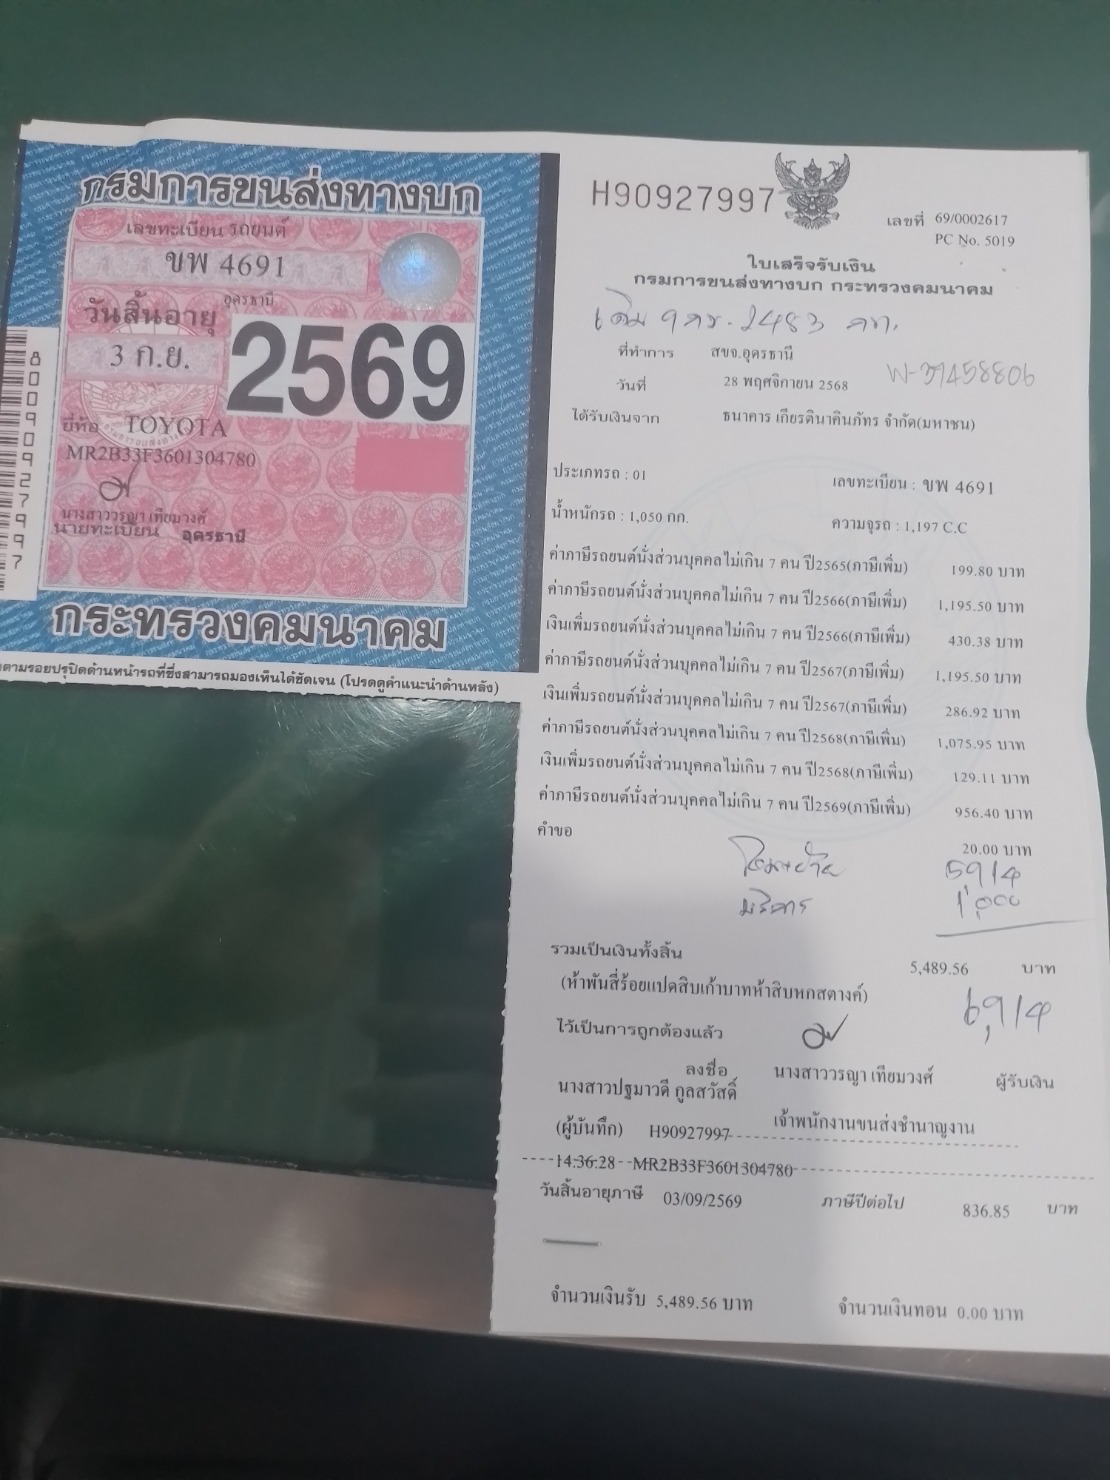 กรมการขนส่งทางบก
เลขทะเบียน รถยนต์
ขพ 4691
อุดรธานี
วันสิ้นอายุ
3 ก.ย.
2569
ยี่ห้อ TOYOTA
MR2B33F3601304780
นางสาววรญา เทียมวงศ์
นายทะเบียน อุดรธานี
กระทรวงคมนาคม
ตามรอยปรุปิดด้านหน้ารถที่ซึ่งสามารถมองเห็นได้ชัดเจน (โปรดดูคำแนะนำด้านหลัง)
80090927997
H90927997
เลขที่ 69/0002617
PC No. 5019
ใบเสร็จรับเงิน
กรมการขนส่งทางบก กระทรวงคมนาคม
เดิม 9 กช. 2483 กท.
ที่ทำการ สขจ.อุดรธานี
วันที่ 28 พฤศจิกายน 2568
W-31458806
ได้รับเงินจาก ธนาคาร เกียรตินาคินภัทร จำกัด(มหาชน)
ประเภทรถ : 01 เลขทะเบียน : ขพ 4691
น้ำหนักรถ : 1,050 กก. ความจุรถ : 1,197 C.C
ค่าภาษีรถยนต์นั่งส่วนบุคคลไม่เกิน 7 คน ปี2565(ภาษีเพิ่ม) 199.80 บาท
ค่าภาษีรถยนต์นั่งส่วนบุคคลไม่เกิน 7 คน ปี2566(ภาษีเพิ่ม) 1,195.50 บาท
เงินเพิ่มรถยนต์นั่งส่วนบุคคลไม่เกิน 7 คน ปี2566(ภาษีเพิ่ม) 430.38 บาท
ค่าภาษีรถยนต์นั่งส่วนบุคคลไม่เกิน 7 คน ปี2567(ภาษีเพิ่ม) 1,195.50 บาท
เงินเพิ่มรถยนต์นั่งส่วนบุคคลไม่เกิน 7 คน ปี2567(ภาษีเพิ่ม) 286.92 บาท
ค่าภาษีรถยนต์นั่งส่วนบุคคลไม่เกิน 7 คน ปี2568(ภาษีเพิ่ม) 1,075.95 บาท
เงินเพิ่มรถยนต์นั่งส่วนบุคคลไม่เกิน 7 คน ปี2568(ภาษีเพิ่ม) 129.11 บาท
ค่าภาษีรถยนต์นั่งส่วนบุคคลไม่เกิน 7 คน ปี2569(ภาษีเพิ่ม) 956.40 บาท
คำขอ 20.00 บาท
5,914
บริการ 1,000
รวมเป็นเงินทั้งสิ้น 5,489.56 บาท
(ห้าพันสี่ร้อยแปดสิบเก้าบาทห้าสิบหกสตางค์)
6,914
ไว้เป็นการถูกต้องแล้ว
ลงชื่อ นางสาววรญา เทียมวงศ์ ผู้รับเงิน
นางสาวปฐมาวดี กูลสวัสดิ์
เจ้าพนักงานขนส่งชำนาญงาน
(ผู้บันทึก) H90927997
14:36:28 MR2B33F3601304780
วันสิ้นอายุภาษี 03/09/2569 ภาษีปีต่อไป 836.85 บาท
จำนวนเงินรับ 5,489.56 บาท จำนวนเงินทอน 0.00 บาท